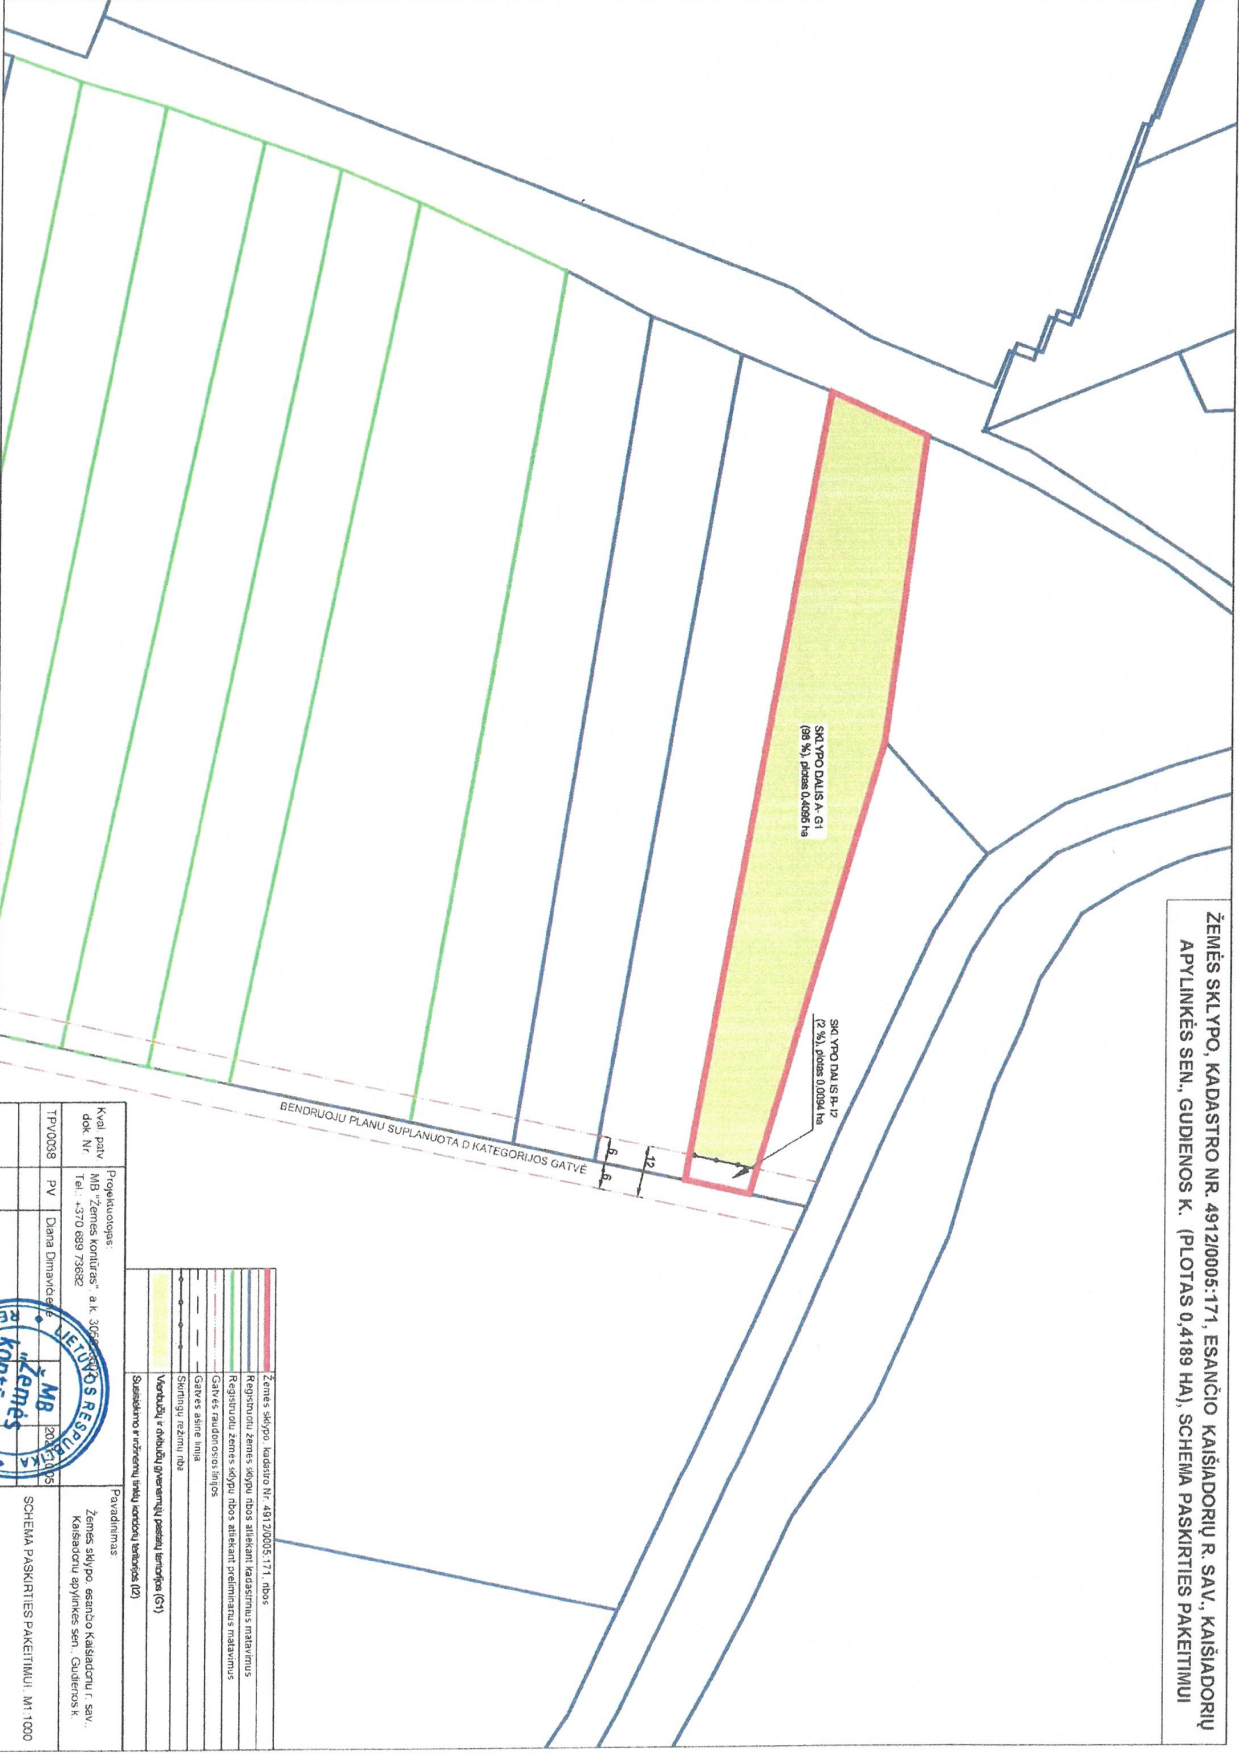 ŽEMĖS SKLYPO, KADASTRO NR. 4912/0005:171, ESANČIO KAIŠIADORIŲ R. SAV., KAIŠIADORIŲ
APYLINKĖS SEN., GUDIENOS K. (PLOTAS 0,4189 HA), SCHEMA PASKIRTIES PAKEITIMUI
SKLYPO DALIS A- G1
(98 %), plotas 0,4095 ha
SKLYPO DALIS B-I2
(2 %), plotas 0,0094 ha
12
6
6
BENDRUOJU PLANU SUPLANUOTA D KATEGORIJOS GATVĖ
Žemės sklypo, kadastro Nr. 4912/0005:171, ribos
Registruotų žemės sklypų ribos atliekant kadastrinius matavimus
Registruotų žemės sklypų ribos atliekant preliminarius matavimus
Gatvės raudonosios linijos
Gatvės ašinė linija
Skirtingų režimų riba
Vienbučių ir dvibučių gyvenamųjų pastatų teritorijos (G1)
Susisiekimo ir inžinerinių tinklų koridorių teritorijos (I2)
Kval. patv.
dok. Nr.
Projektuotojas:
MB "Žemės kontūras", a.k.
Tel.: +370 689 73682
Pavadinimas:
Žemės sklypo, esančio Kaišiadorių r. sav.,
Kaišiadorių apylinkės sen., Gudienos k.
TPV0038 PV Diana
SCHEMA PASKIRTIES PAKEITIMUI. M1:1000
LIETUVOS RESPUBLIKA
MB
"Žemės